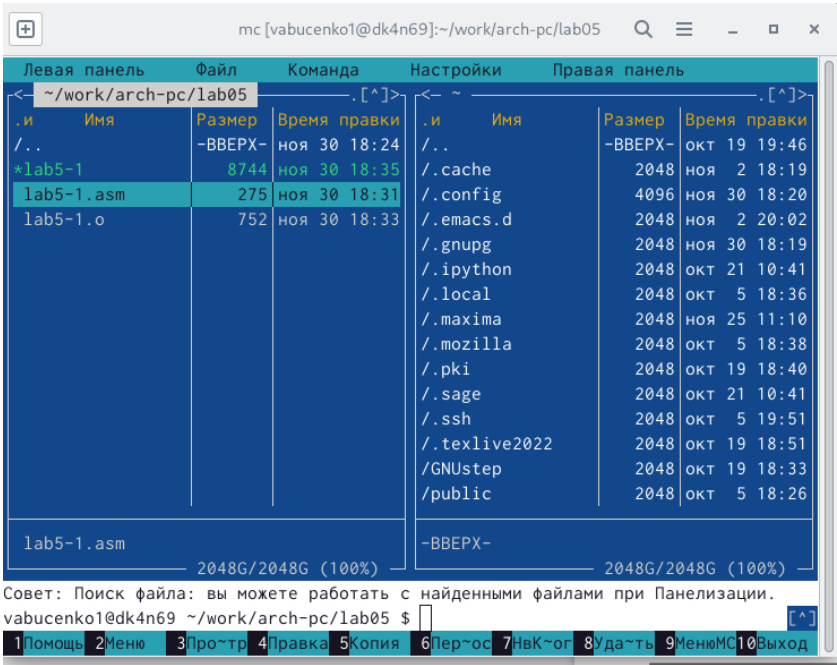 mc [vabucenko1@dk4n69]:~/work/arch-pc/lab05
Левая панель Файл Команда Настройки Правая панель
<─ ~/work/arch-pc/lab05 .[^]> <─ ~ .[^]>
.и Имя Размер Время правки .и Имя Размер Время правки
/.. -ВВЕРХ- ноя 30 18:24 /.. -ВВЕРХ- окт 19 19:46
*lab5-1 8744 ноя 30 18:35 /.cache 2048 ноя 2 18:19
lab5-1.asm 275 ноя 30 18:31 /.config 4096 ноя 30 18:20
lab5-1.o 752 ноя 30 18:33 /.emacs.d 2048 ноя 2 20:02
/.gnupg 2048 ноя 30 18:19
/.ipython 2048 окт 21 10:41
/.local 2048 окт 5 18:36
/.maxima 2048 ноя 25 11:10
/.mozilla 2048 окт 5 18:38
/.pki 2048 окт 19 18:40
/.sage 2048 окт 21 10:41
/.ssh 2048 окт 5 19:51
/.texlive2022 2048 окт 19 18:51
/GNUstep 2048 окт 19 18:33
/public 2048 окт 5 18:26
lab5-1.asm -ВВЕРХ-
2048G/2048G (100%) 2048G/2048G (100%)
Совет: Поиск файла: вы можете работать с найденными файлами при Панелизации.
vabucenko1@dk4n69 ~/work/arch-pc/lab05 $ [^]
1Помощь 2Меню 3Про~тр 4Правка 5Копия 6Пер~ос 7НвК~ог 8Уда~ть 9МенюMC 10Выход